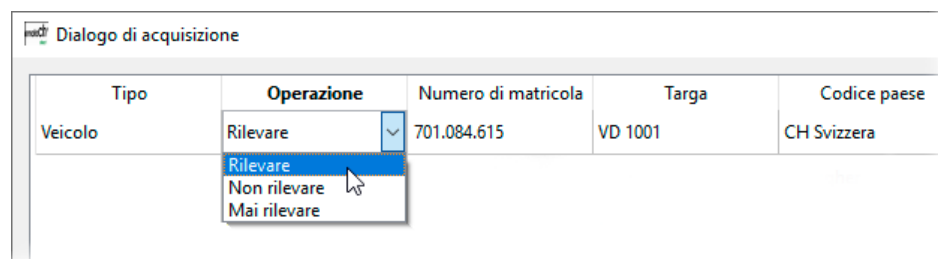 Dialogo di acquisizione
Tipo Operazione Numero di matricolo Targa Codice paese
Veicolo Rilevare 701.084.615 VD 1001 CH Svizzera
Rilevare
Non rilevare
Mai rilevare